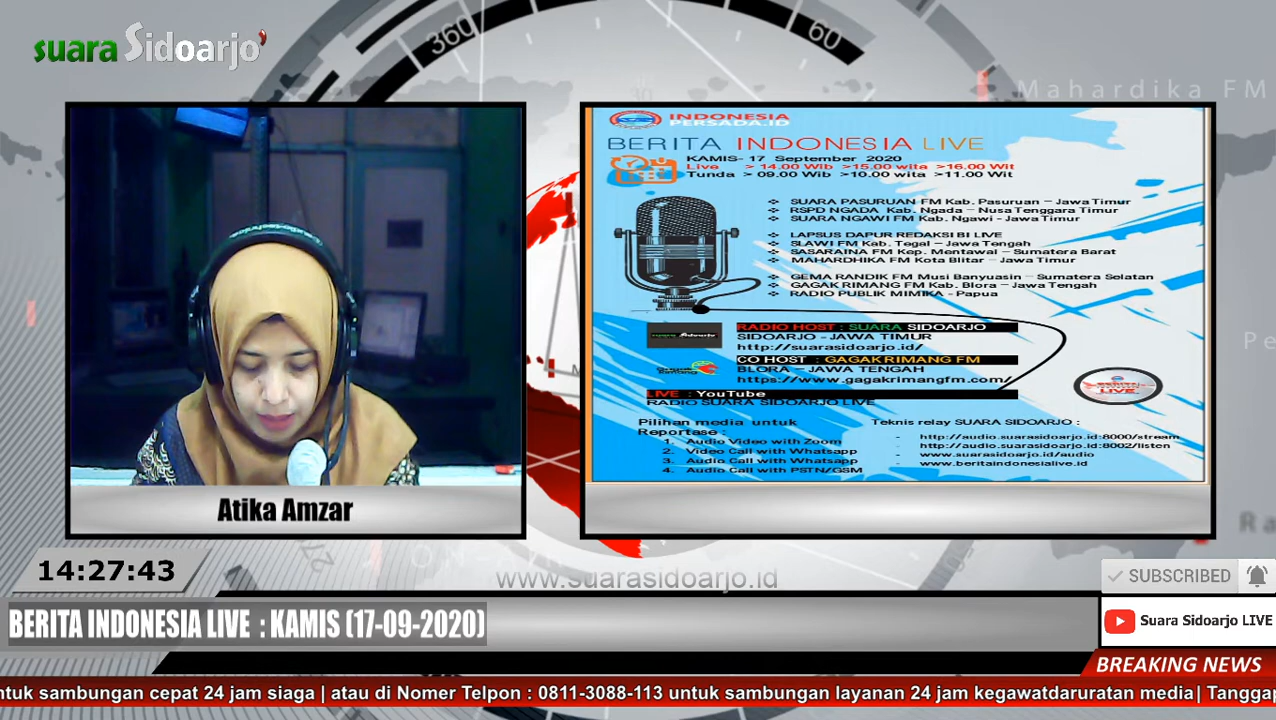 suara Sidoarjo
360
60
Mahardika FM
INDONESIA
PERSADA.ID
BERITA INDONESIA LIVE
KAMIS- 17 September 2020
Live > 14.00 Wib >15.00 wita >16.00 Wit
Tunda > 09.00 Wib >10.00 wita >11.00 Wit
❖ SUARA PASURUAN FM Kab. Pasuruan – Jawa Timur
❖ RSPD NGADA Kab. Ngada – Nusa Tenggara Timur
❖ SUARA NGAWI FM Kab. Ngawi - Jawa Timur
❖ LAPSUS DAPUR REDAKSI BI LIVE
❖ SLAWI FM Kab. Tegal – Jawa Tengah
❖ SASARAINA FM Kep. Mentawai – Sumatera Barat
❖ MAHARDHIKA FM Kota Blitar – Jawa Timur
❖ GEMA RANDIK FM Musi Banyuasin – Sumatera Selatan
❖ GAGAK RIMANG FM Kab. Blora – Jawa Tengah
❖ RADIO PUBLIK MIMIKA - Papua
RADIO HOST : SUARA SIDOARJO
SIDOARJO - JAWA TIMUR
http://suarasidoarjo.id/
CO HOST : GAGAK RIMANG FM
BLORA – JAWA TENGAH
https://www.gagakrimangfm.com/
LIVE : YouTube
RADIO SUARA SIDOARJO LIVE
Pilihan media untuk
Reportase :
1. Audio Video with Zoom
2. Video Call with Whatsapp
3. Audio Call with Whatsapp
4. Audio Call with PSTN/GSM
Teknis relay SUARA SIDOARJO :
- http://audio.suarasidoarjo.id:8000/stream
- http://audio.suarasidoarjo.id:8002/listen
- www.suarasidoarjo.id/audio
- www.beritaindonesialive.id
BERITA
LIVE
Atika Amzar
14:27:43
www.suarasidoarjo.id
SUBSCRIBED
BERITA INDONESIA LIVE : KAMIS (17-09-2020)
Suara Sidoarjo LIVE
BREAKING NEWS
ntuk sambungan cepat 24 jam siaga | atau di Nomer Telpon : 0811-3088-113 untuk sambungan layanan 24 jam kegawatdaruratan media| Tanggap